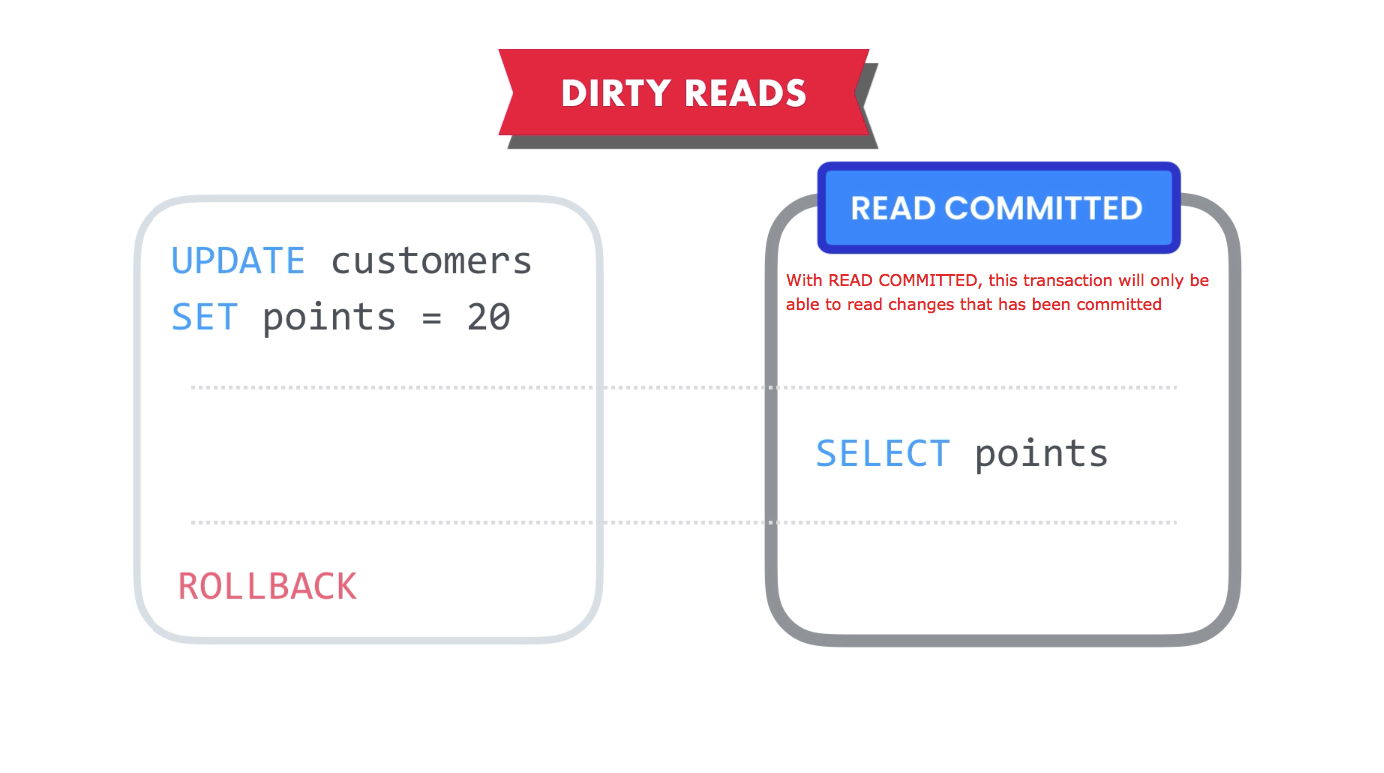 DIRTY READS
UPDATE customers
SET points = 20
ROLLBACK
READ COMMITTED
With READ COMMITTED, this transaction will only be
able to read changes that has been committed
SELECT points